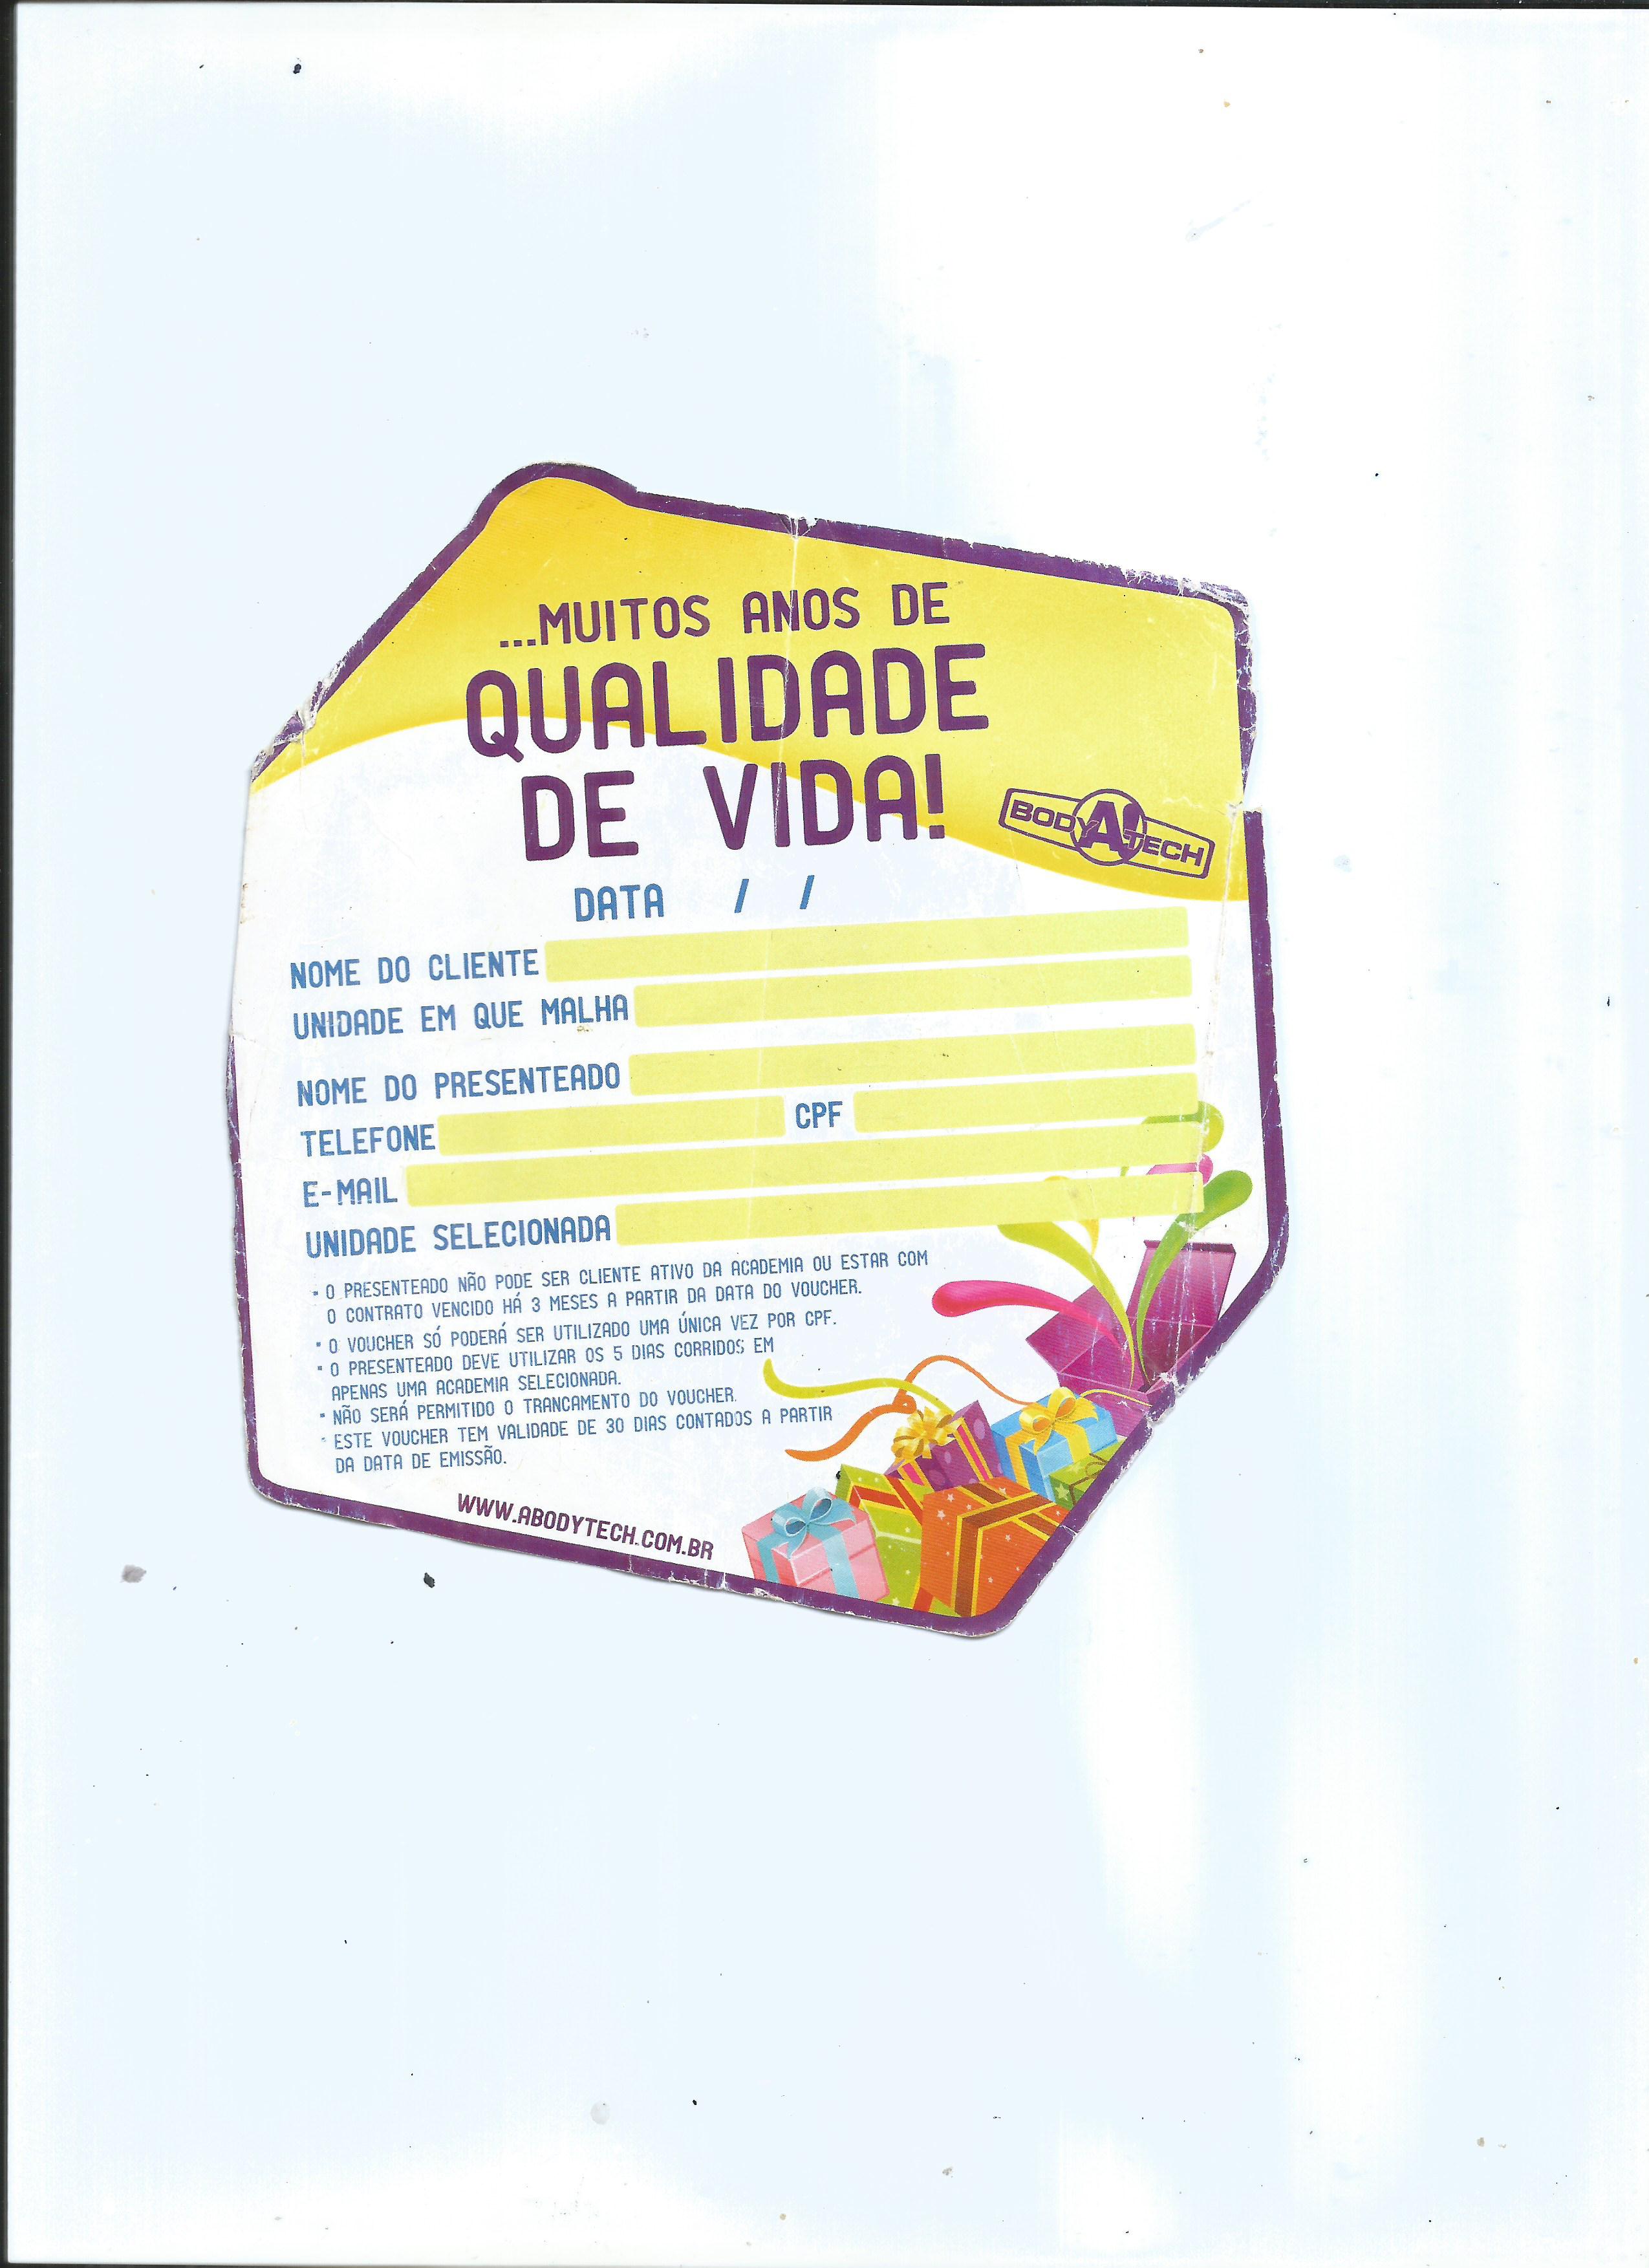 ...MUITOS ANOS DE
QUALIDADE
DE VIDA!
BODY A! TECH
DATA / /
NOME DO CLIENTE
UNIDADE EM QUE MALHA
NOME DO PRESENTEADO
TELEFONE CPF
E-MAIL
UNIDADE SELECIONADA
• O PRESENTEADO NÃO PODE SER CLIENTE ATIVO DA ACADEMIA OU ESTAR COM
O CONTRATO VENCIDO HÁ 3 MESES A PARTIR DA DATA DO VOUCHER.
• O VOUCHER SÓ PODERÁ SER UTILIZADO UMA ÚNICA VEZ POR CPF.
• O PRESENTEADO DEVE UTILIZAR OS 5 DIAS CORRIDOS EM
APENAS UMA ACADEMIA SELECIONADA.
• NÃO SERÁ PERMITIDO O TRANCAMENTO DO VOUCHER.
• ESTE VOUCHER TEM VALIDADE DE 30 DIAS CONTADOS A PARTIR
DA DATA DE EMISSÃO.
WWW.ABODYTECH.COM.BR